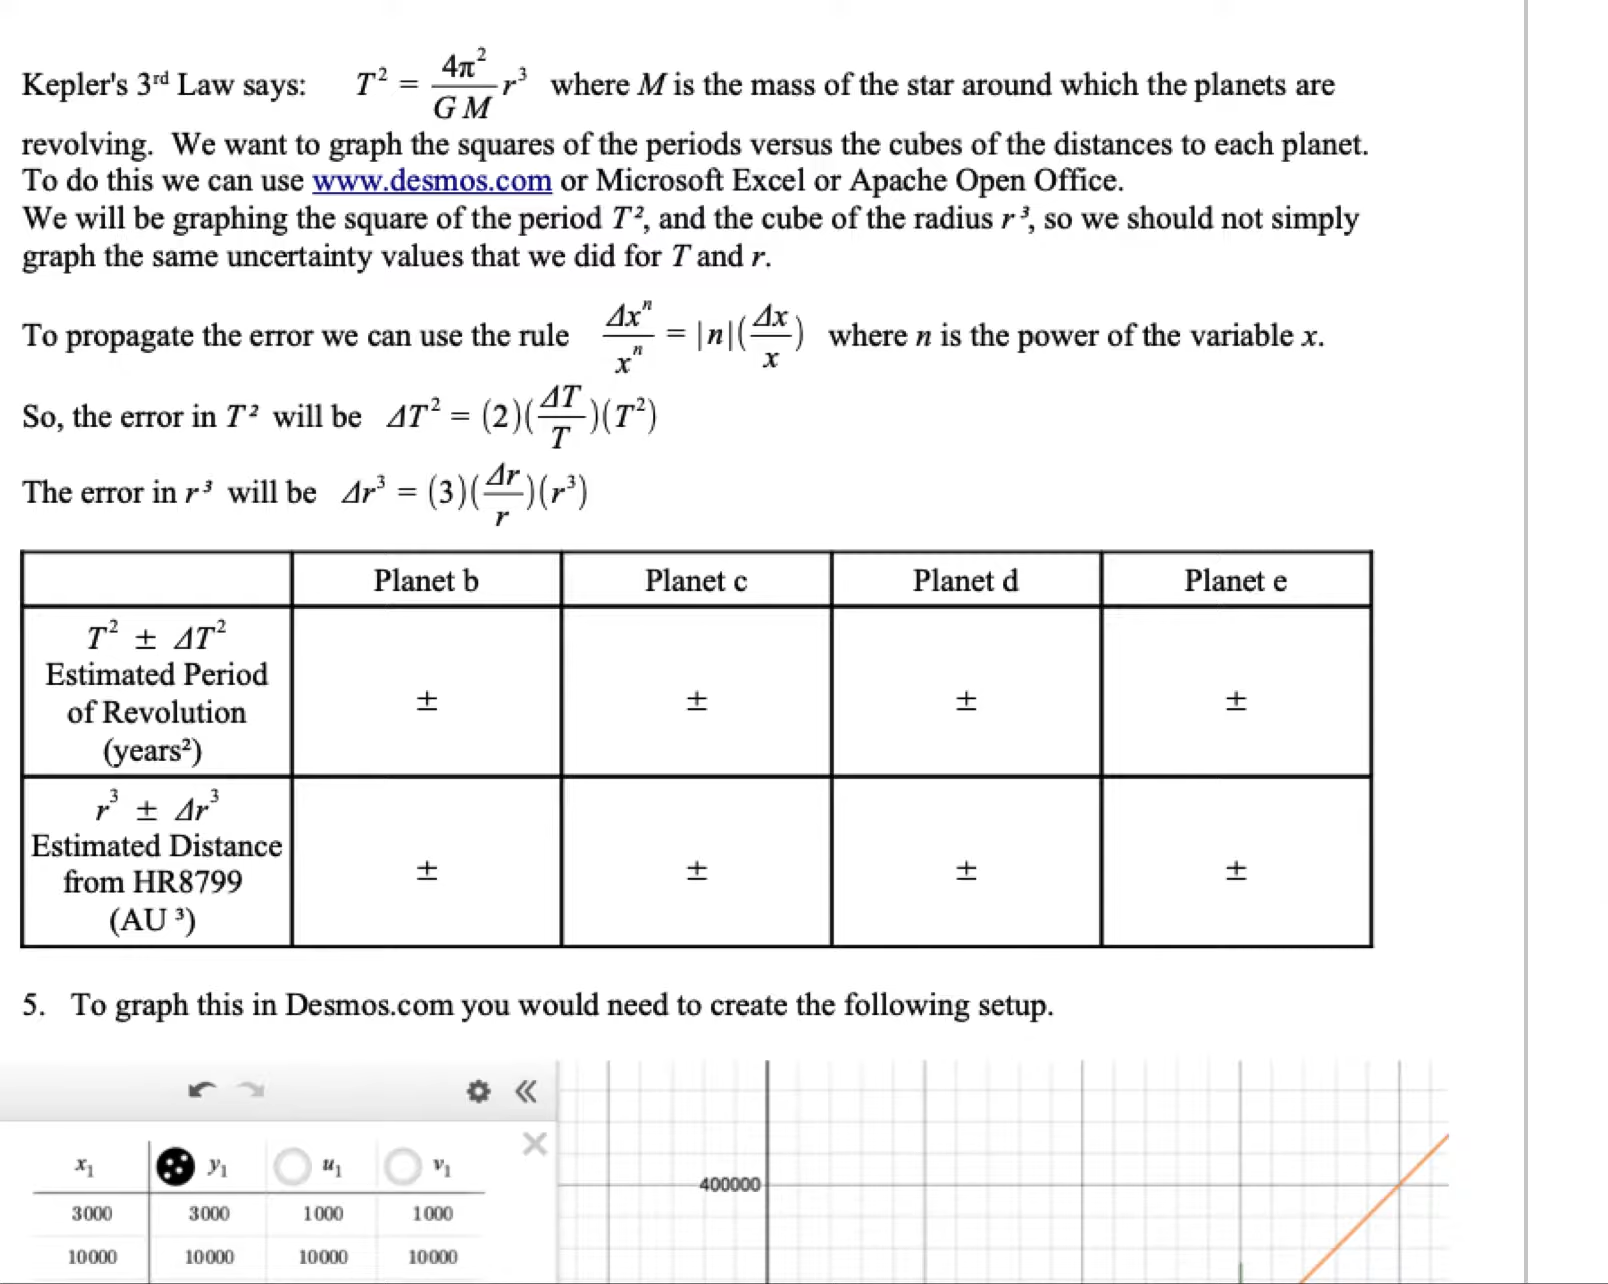 Kepler's 3rd Law says: T² = 4π² / G M r³ where M is the mass of the star around which the planets are
revolving. We want to graph the squares of the periods versus the cubes of the distances to each planet.
To do this we can use www.desmos.com or Microsoft Excel or Apache Open Office.
We will be graphing the square of the period T², and the cube of the radius r³, so we should not simply
graph the same uncertainty values that we did for T and r.
To propagate the error we can use the rule Δxⁿ / xⁿ = |n|(Δx / x) where n is the power of the variable x.
So, the error in T² will be ΔT² = (2)(ΔT / T)(T²)
The error in r³ will be Δr³ = (3)(Δr / r)(r³)
Planet b Planet c Planet d Planet e
T² ± ΔT²
Estimated Period
of Revolution
(years²)
± ± ± ±
r³ ± Δr³
Estimated Distance
from HR8799
(AU ³)
± ± ± ±
5. To graph this in Desmos.com you would need to create the following setup.
x₁ y₁ u₁ v₁
3000 3000 1000 1000
10000 10000 10000 10000
400000